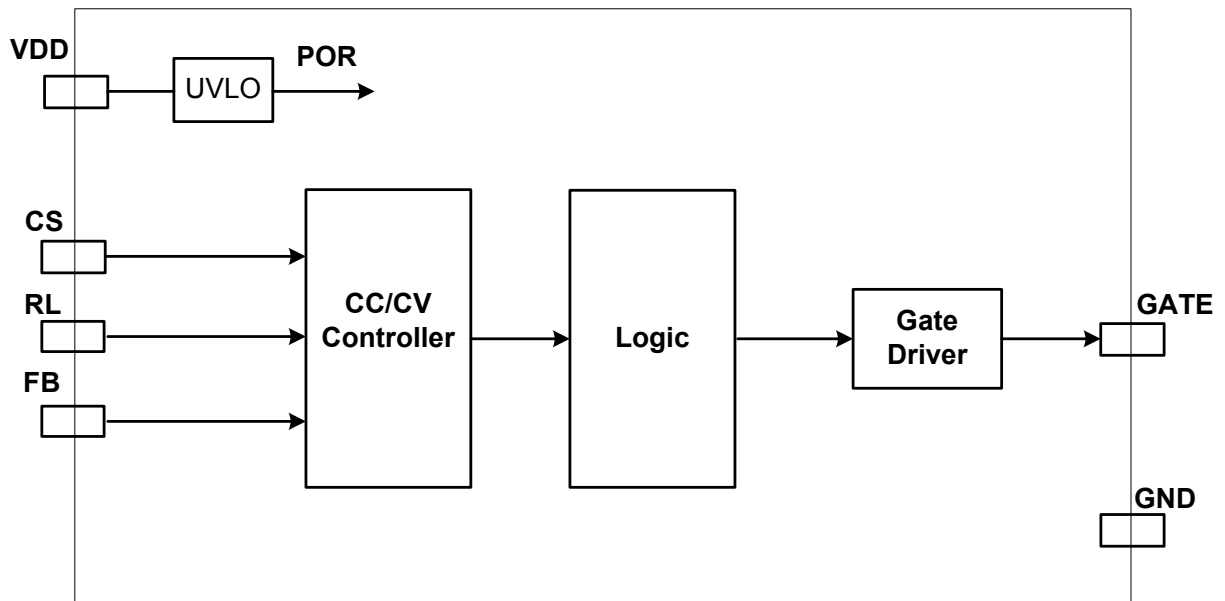 VDD
UVLO
POR
CS
RL
FB
CC/CV
Controller
Logic
Gate
Driver
GATE
GND